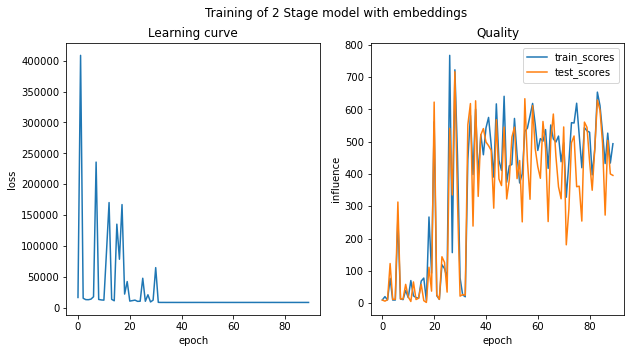 Training of 2 Stage model with embeddings
Learning curve
loss
400000
350000
300000
250000
200000
150000
100000
50000
0
0 20 40 60 80
epoch
Quality
influence
800
700
600
500
400
300
200
100
0
train_scores
test_scores
0 20 40 60 80
epoch